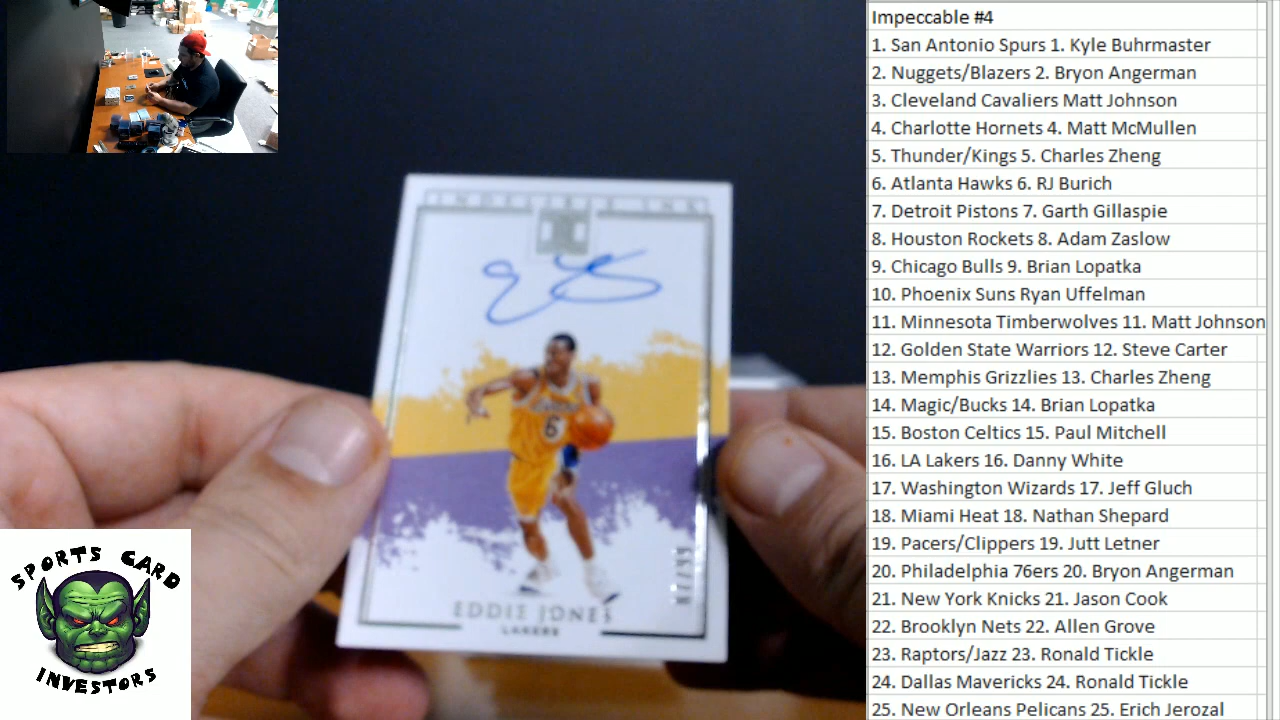 Impeccable #4
1. San Antonio Spurs 1. Kyle Buhrmaster
2. Nuggets/Blazers 2. Bryon Angerman
3. Cleveland Cavaliers Matt Johnson
4. Charlotte Hornets 4. Matt McMullen
5. Thunder/Kings 5. Charles Zheng
6. Atlanta Hawks 6. RJ Burich
7. Detroit Pistons 7. Garth Gillaspie
8. Houston Rockets 8. Adam Zaslow
9. Chicago Bulls 9. Brian Lopatka
10. Phoenix Suns Ryan Uffelman
11. Minnesota Timberwolves 11. Matt Johnson
12. Golden State Warriors 12. Steve Carter
13. Memphis Grizzlies 13. Charles Zheng
14. Magic/Bucks 14. Brian Lopatka
15. Boston Celtics 15. Paul Mitchell
16. LA Lakers 16. Danny White
17. Washington Wizards 17. Jeff Gluch
18. Miami Heat 18. Nathan Shepard
19. Pacers/Clippers 19. Jutt Letner
20. Philadelphia 76ers 20. Bryon Angerman
21. New York Knicks 21. Jason Cook
22. Brooklyn Nets 22. Allen Grove
23. Raptors/Jazz 23. Ronald Tickle
24. Dallas Mavericks 24. Ronald Tickle
25. New Orleans Pelicans 25. Erich Jerozal
INDELIBLE INK
6
EDDIE JONES
LAKERS
SPORTS CARD
INVESTORS